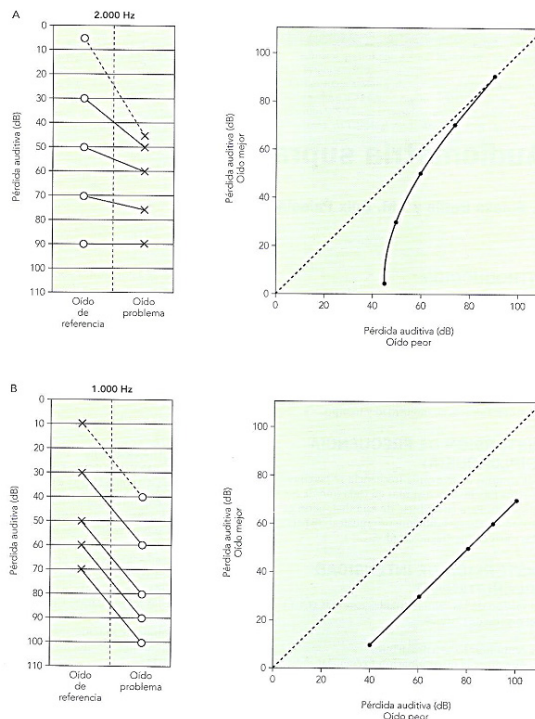 A
2.000 Hz
Pérdida auditiva (dB)
0
10
20
30
40
50
60
70
80
90
100
110
Oído
de
referencia
Oído
problema
Pérdida auditiva (dB)
Oído mejor
100
80
60
40
20
0
0
20
40
60
80
100
Pérdida auditiva (dB)
Oído peor
B
1.000 Hz
Pérdida auditiva (dB)
0
10
20
30
40
50
60
70
80
90
100
110
Oído
de
referencia
Oído
problema
Pérdida auditiva (dB)
Oído mejor
100
80
60
40
20
0
0
20
40
60
80
100
Pérdida auditiva (dB)
Oído peor